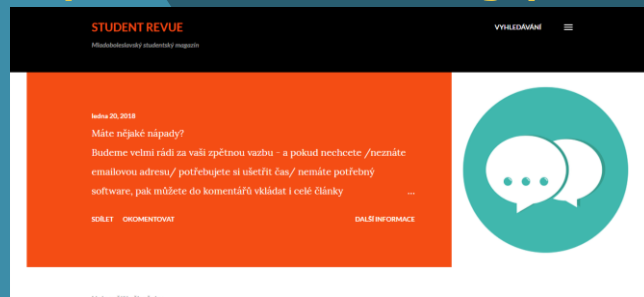 STUDENT REVUE
VYHLEDÁVÁNÍ
Mladoboleslavský studentský magazín
ledna 20, 2018
Máte nějaké nápady?
Budeme velmi rádi za vaši zpětnou vazbu - a pokud nechcete /neznáte
emailovou adresu/ potřebujete si ušetřit čas/ nemáte potřebný
software, pak můžete do komentářů vkládat i celé články ...
SDÍLET OKOMENTOVAT DALŠÍ INFORMACE